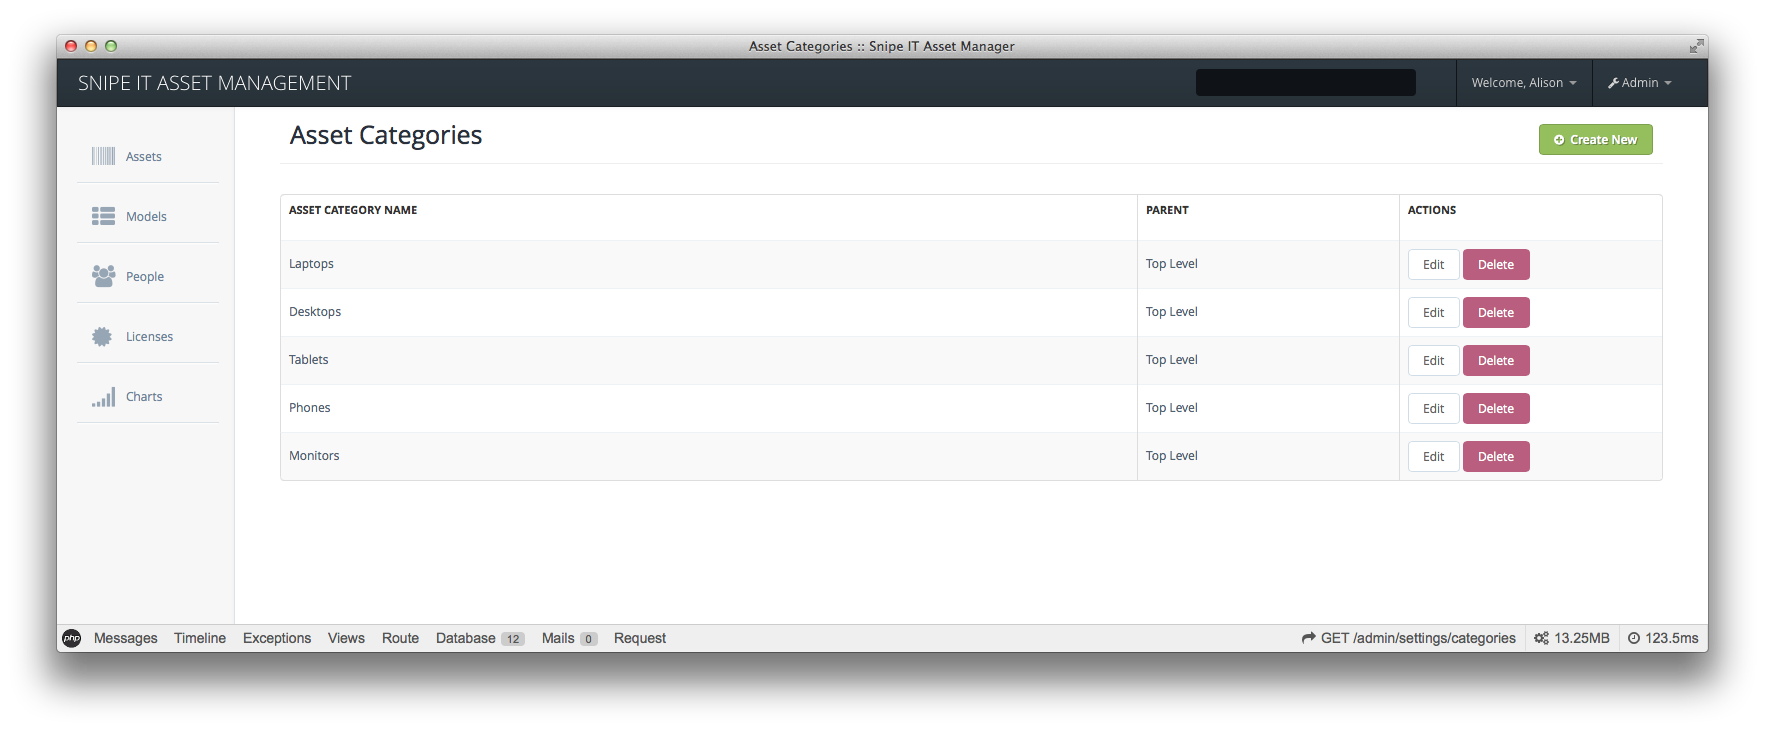 Asset Categories :: Snipe IT Asset Manager
SNIPE IT ASSET MANAGEMENT
Welcome, Alison
Admin
Assets
Models
People
Licenses
Charts
Asset Categories
Create New
ASSET CATEGORY NAME PARENT ACTIONS
Laptops Top Level Edit Delete
Desktops Top Level Edit Delete
Tablets Top Level Edit Delete
Phones Top Level Edit Delete
Monitors Top Level Edit Delete
php Messages Timeline Exceptions Views Route Database 12 Mails 0 Request GET /admin/settings/categories 13.25MB 123.5ms